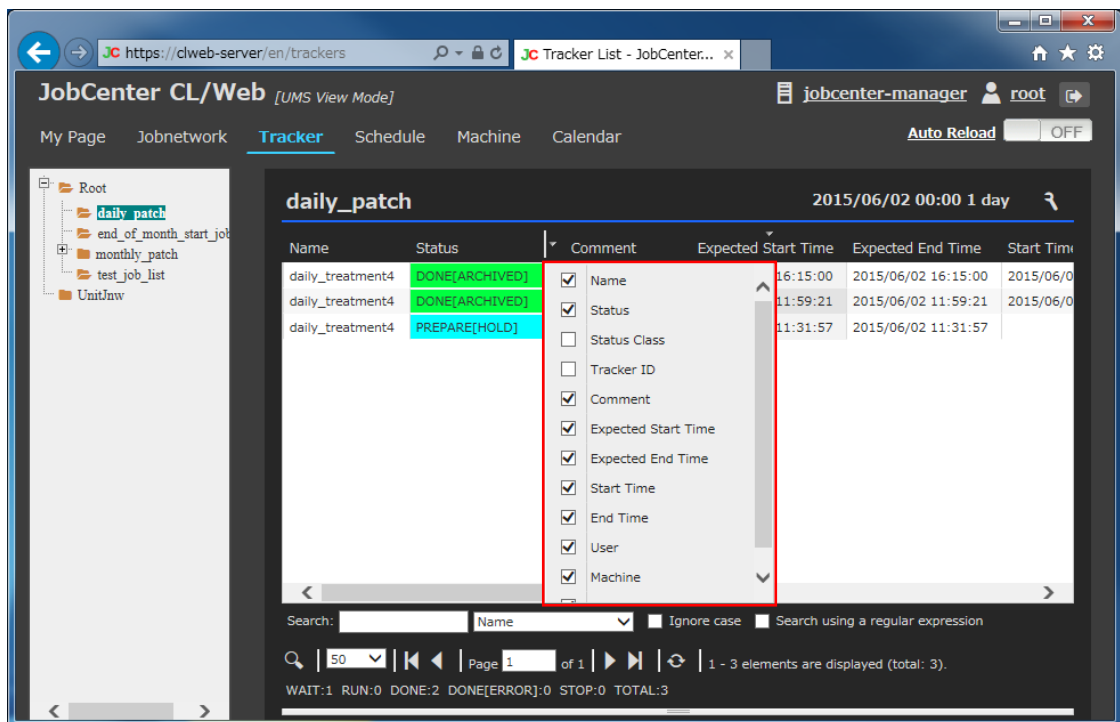 https://clweb-server/en/trackers
JC Tracker List - JobCenter...
JobCenter CL/Web [UMS View Mode]
jobcenter-manager root
My Page Jobnetwork Tracker Schedule Machine Calendar
Auto Reload OFF
Root
daily_patch
end_of_month_start_job
monthly_patch
test_job_list
UnitJnw
daily_patch 2015/06/02 00:00 1 day
Name Status Comment Expected Start Time Expected End Time Start Time
daily_treatment4 DONE[ARCHIVED] 16:15:00 2015/06/02 16:15:00 2015/06/0
daily_treatment4 DONE[ARCHIVED] 11:59:21 2015/06/02 11:59:21 2015/06/0
daily_treatment4 PREPARE[HOLD] 11:31:57 2015/06/02 11:31:57
Name
Status
Status Class
Tracker ID
Comment
Expected Start Time
Expected End Time
Start Time
End Time
User
Machine
Search: Name Ignore case Search using a regular expression
50 Page 1 of 1 1 - 3 elements are displayed (total: 3).
WAIT:1 RUN:0 DONE:2 DONE[ERROR]:0 STOP:0 TOTAL:3